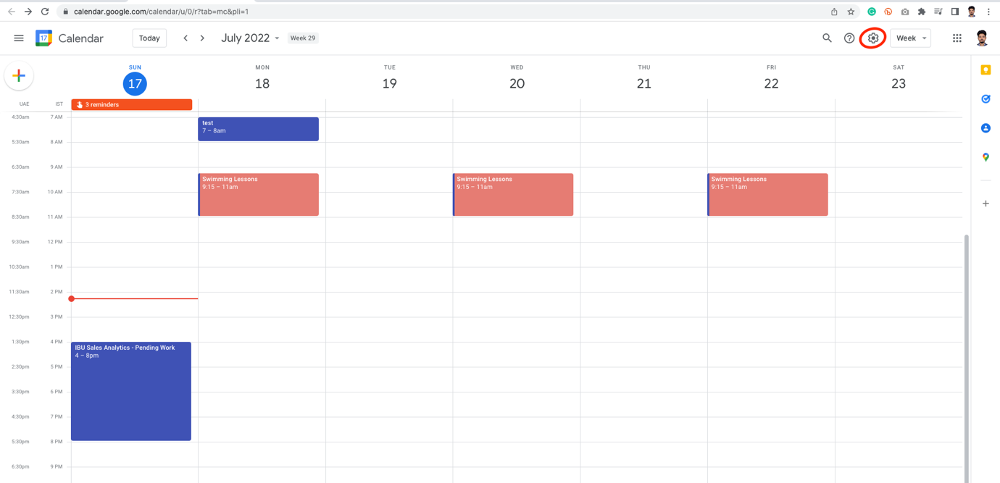 calendar.google.com/calendar/u/0/r?tab=mc&pli=1
17 Calendar Today July 2022 Week 29 Week
SUN MON TUE WED THU FRI SAT
17 18 19 20 21 22 23
UAE IST 3 reminders
4:30am 7 AM
test
7 – 8am
5:30am 8 AM
6:30am 9 AM
Swimming Lessons Swimming Lessons Swimming Lessons
9:15 – 11am 9:15 – 11am 9:15 – 11am
7:30am 10 AM
8:30am 11 AM
9:30am 12 PM
10:30am 1 PM
11:30am 2 PM
12:30pm 3 PM
1:30pm 4 PM
IBU Sales Analytics - Pending Work
4 – 8pm
2:30pm 5 PM
3:30pm 6 PM
4:30pm 7 PM
5:30pm 8 PM
6:30pm 9 PM